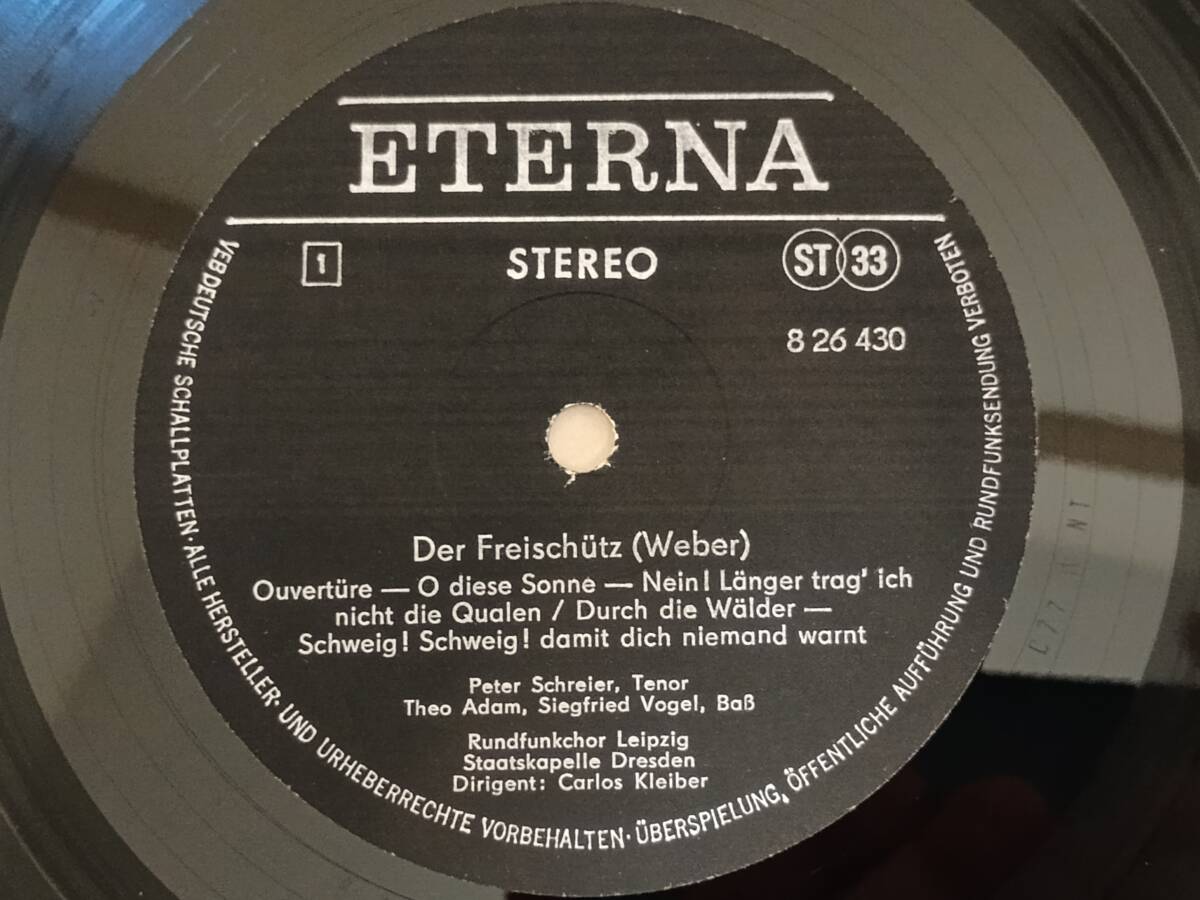 ETERNA
1 STEREO ST 33
8 26 430
Der Freischütz (Weber)
Ouvertüre — O diese Sonne — Nein! Länger trag' ich
nicht die Qualen / Durch die Wälder —
Schweig! Schweig! damit dich niemand warnt
Peter Schreier, Tenor
Theo Adam, Siegfried Vogel, Baß
Rundfunkchor Leipzig
Staatskapelle Dresden
Dirigent: Carlos Kleiber
VEB DEUTSCHE SCHALLPLATTEN · ALLE HERSTELLER- UND URHEBERRECHTE VORBEHALTEN · ÜBERSPIELUNG, ÖFFENTLICHE AUFFÜHRUNG UND RUNDFUNKSENDUNG VERBOTEN